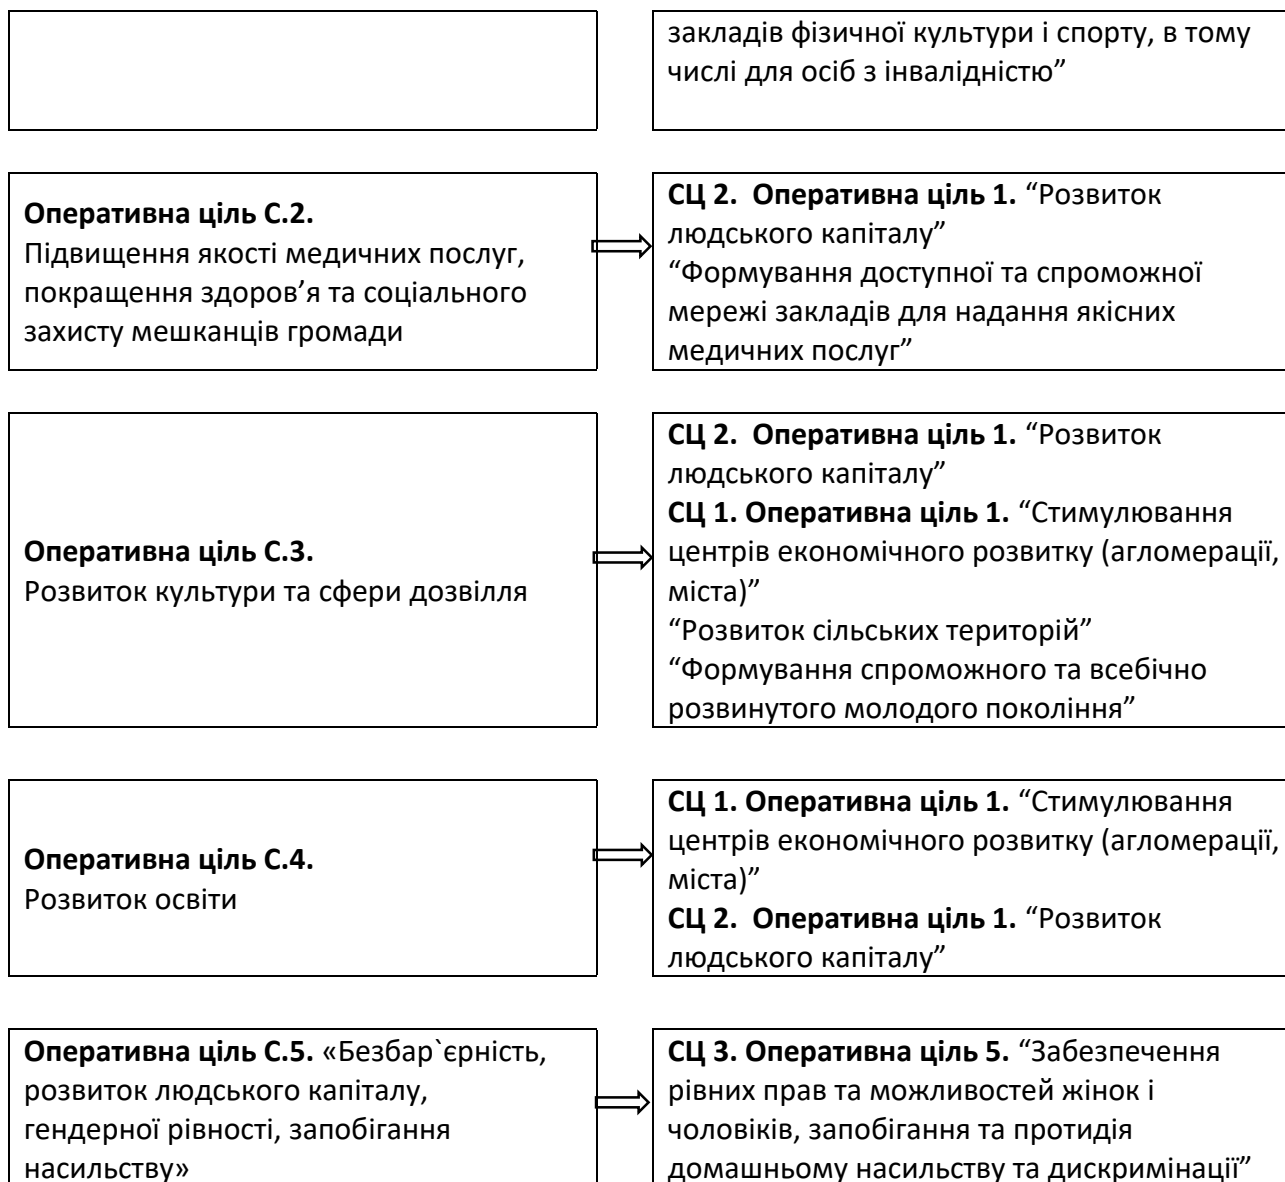 закладів фізичної культури і спорту, в тому
числі для осіб з інвалідністю”
Оперативна ціль С.2.
Підвищення якості медичних послуг,
покращення здоров’я та соціального
захисту мешканців громади
СЦ 2. Оперативна ціль 1. “Розвиток
людського капіталу”
“Формування доступної та спроможної
мережі закладів для надання якісних
медичних послуг”
Оперативна ціль С.3.
Розвиток культури та сфери дозвілля
СЦ 2. Оперативна ціль 1. “Розвиток
людського капіталу”
СЦ 1. Оперативна ціль 1. “Стимулювання
центрів економічного розвитку (агломерації,
міста)”
“Розвиток сільських територій”
“Формування спроможного та всебічно
розвинутого молодого покоління”
Оперативна ціль С.4.
Розвиток освіти
СЦ 1. Оперативна ціль 1. “Стимулювання
центрів економічного розвитку (агломерації,
міста)”
СЦ 2. Оперативна ціль 1. “Розвиток
людського капіталу”
Оперативна ціль С.5. «Безбар`єрність,
розвиток людського капіталу,
гендерної рівності, запобігання
насильству»
СЦ 3. Оперативна ціль 5. “Забезпечення
рівних прав та можливостей жінок і
чоловіків, запобігання та протидія
домашньому насильству та дискримінації”